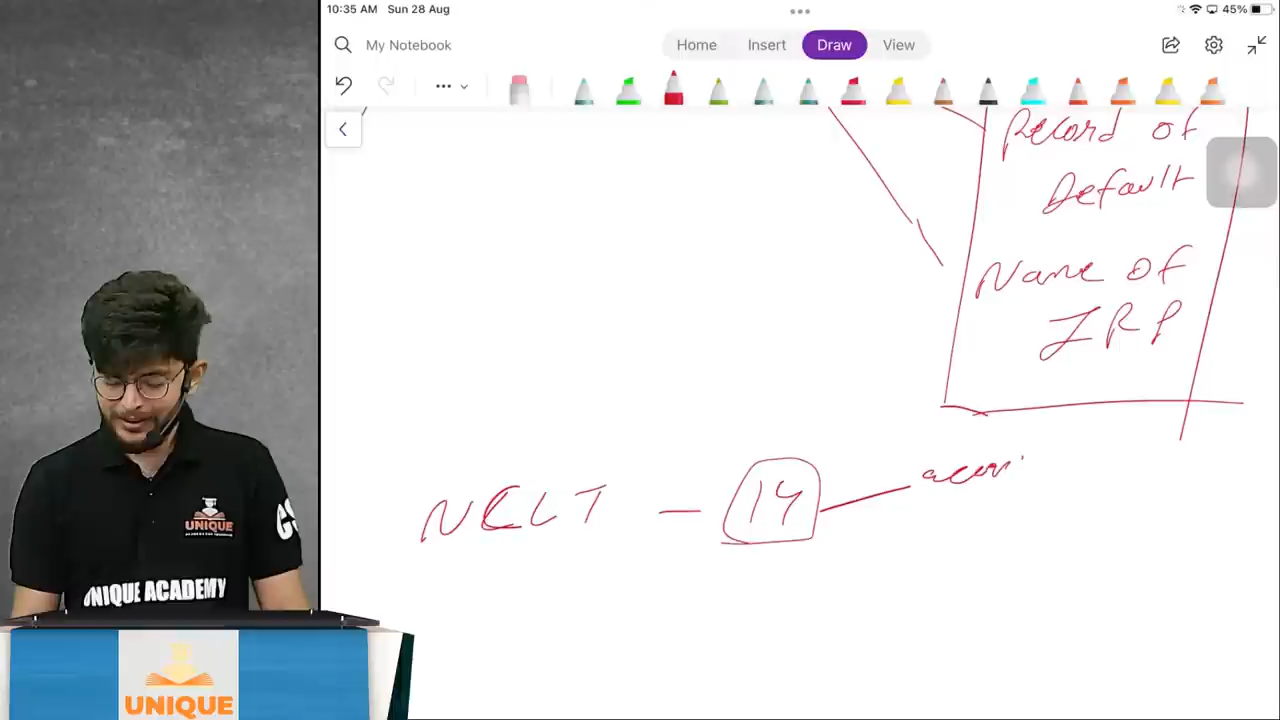 10:35 AM Sun 28 Aug
45%
My Notebook
Home Insert Draw View
Record of
Default
Name of
IRP
NCLT - 14
UNIQUE
CS
UNIQUE ACADEMY
UNIQUE